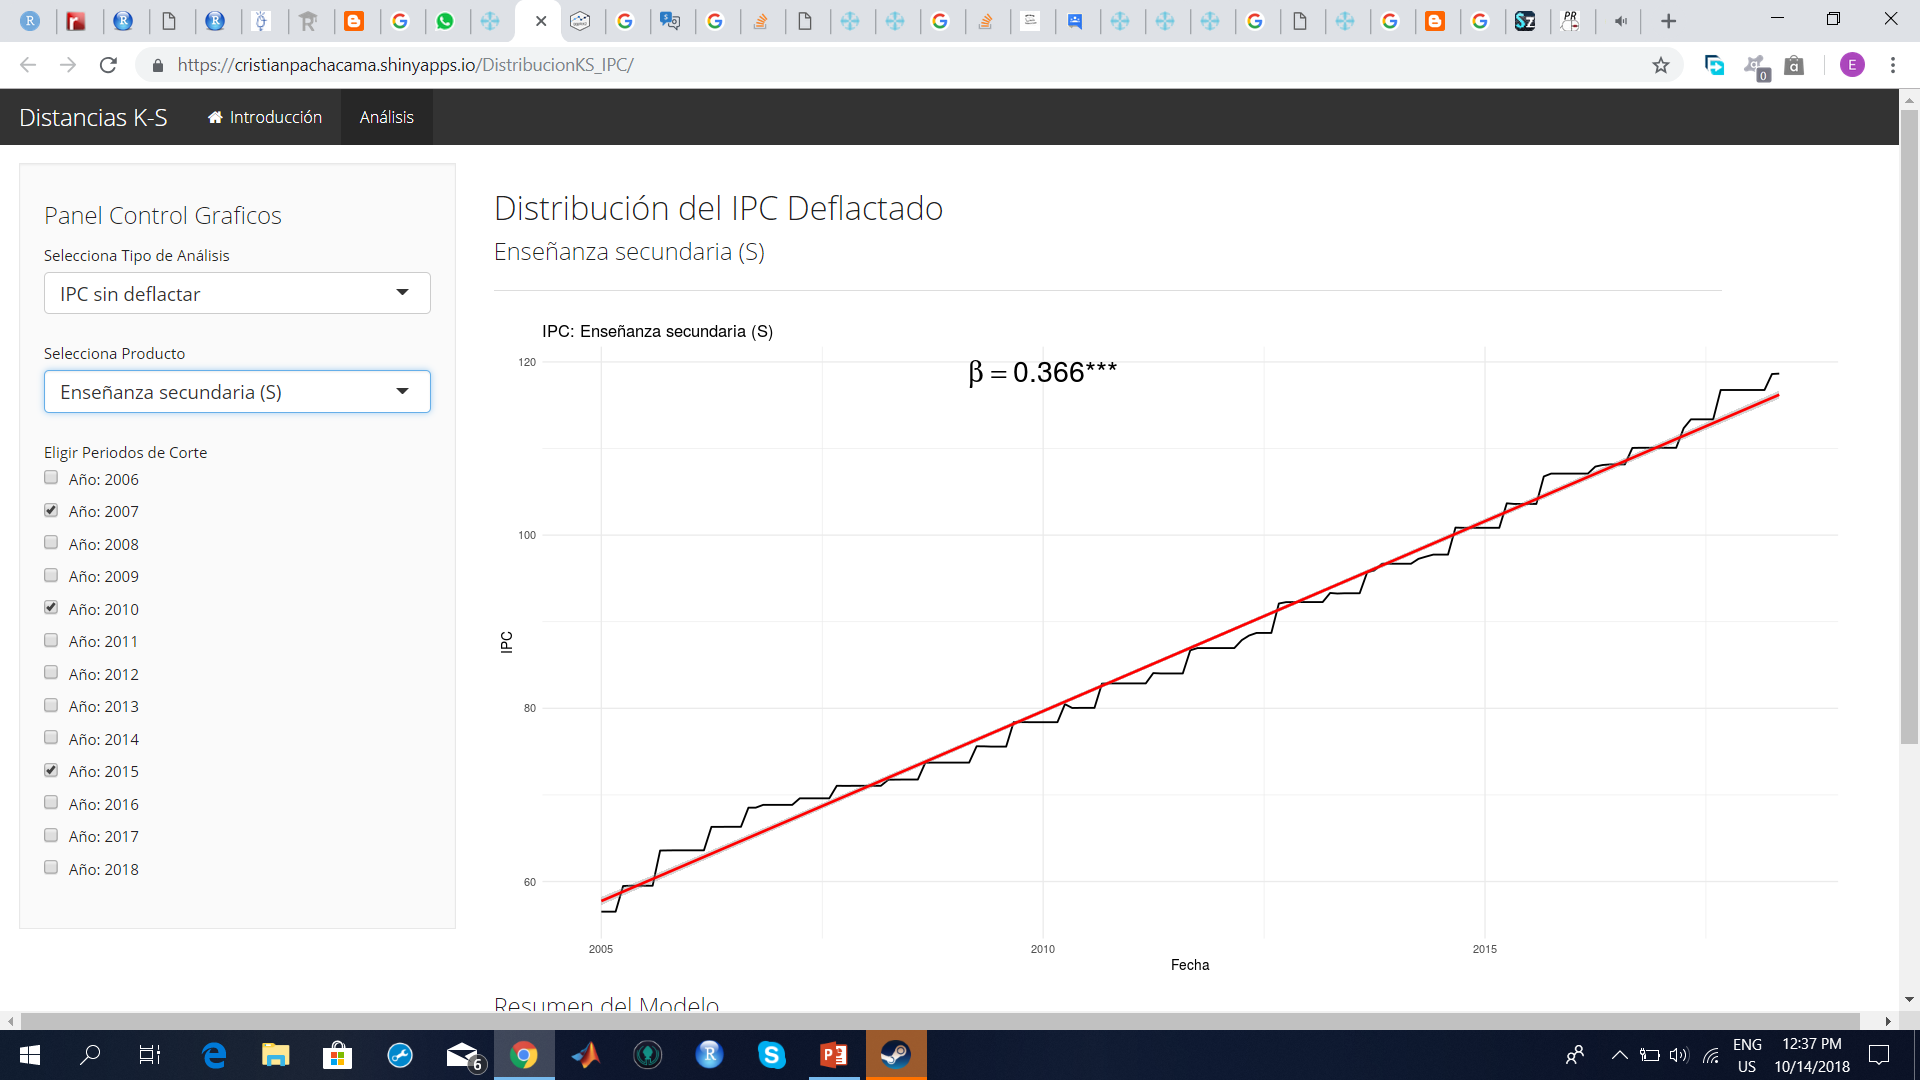 https://cristianpachacama.shinyapps.io/DistribucionKS_IPC/
0
E
Distancias K-S
Introducción
Análisis
Panel Control Graficos
Selecciona Tipo de Análisis
IPC sin deflactar
Selecciona Producto
Enseñanza secundaria (S)
Eligir Periodos de Corte
Año: 2006
Año: 2007
Año: 2008
Año: 2009
Año: 2010
Año: 2011
Año: 2012
Año: 2013
Año: 2014
Año: 2015
Año: 2016
Año: 2017
Año: 2018
Distribución del IPC Deflactado
Enseñanza secundaria (S)
IPC: Enseñanza secundaria (S)
β = 0.366***
120
100
80
60
IPC
2005
2010
2015
Fecha
Resumen del Modelo
6
ENG
US
12:37 PM
10/14/2018